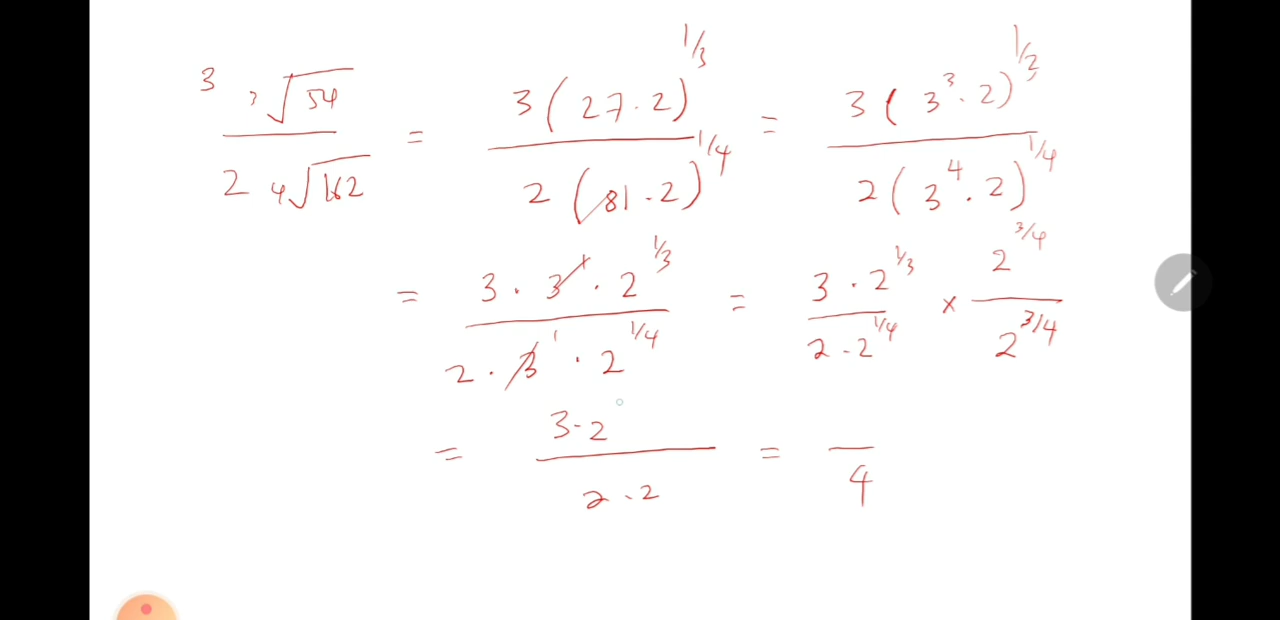 3 ³√54 / 2 ⁴√162 = 3(27·2)^1/3 / 2(81·2)^1/4 = 3(3³·2)^1/3 / 2(3⁴·2)^1/4
= 3·3¹·2^1/3 / 2·3¹·2^1/4 = 3·2^1/3 / 2·2^1/4 × 2^3/4 / 2^3/4
= 3·2 / 2·2 = / 4